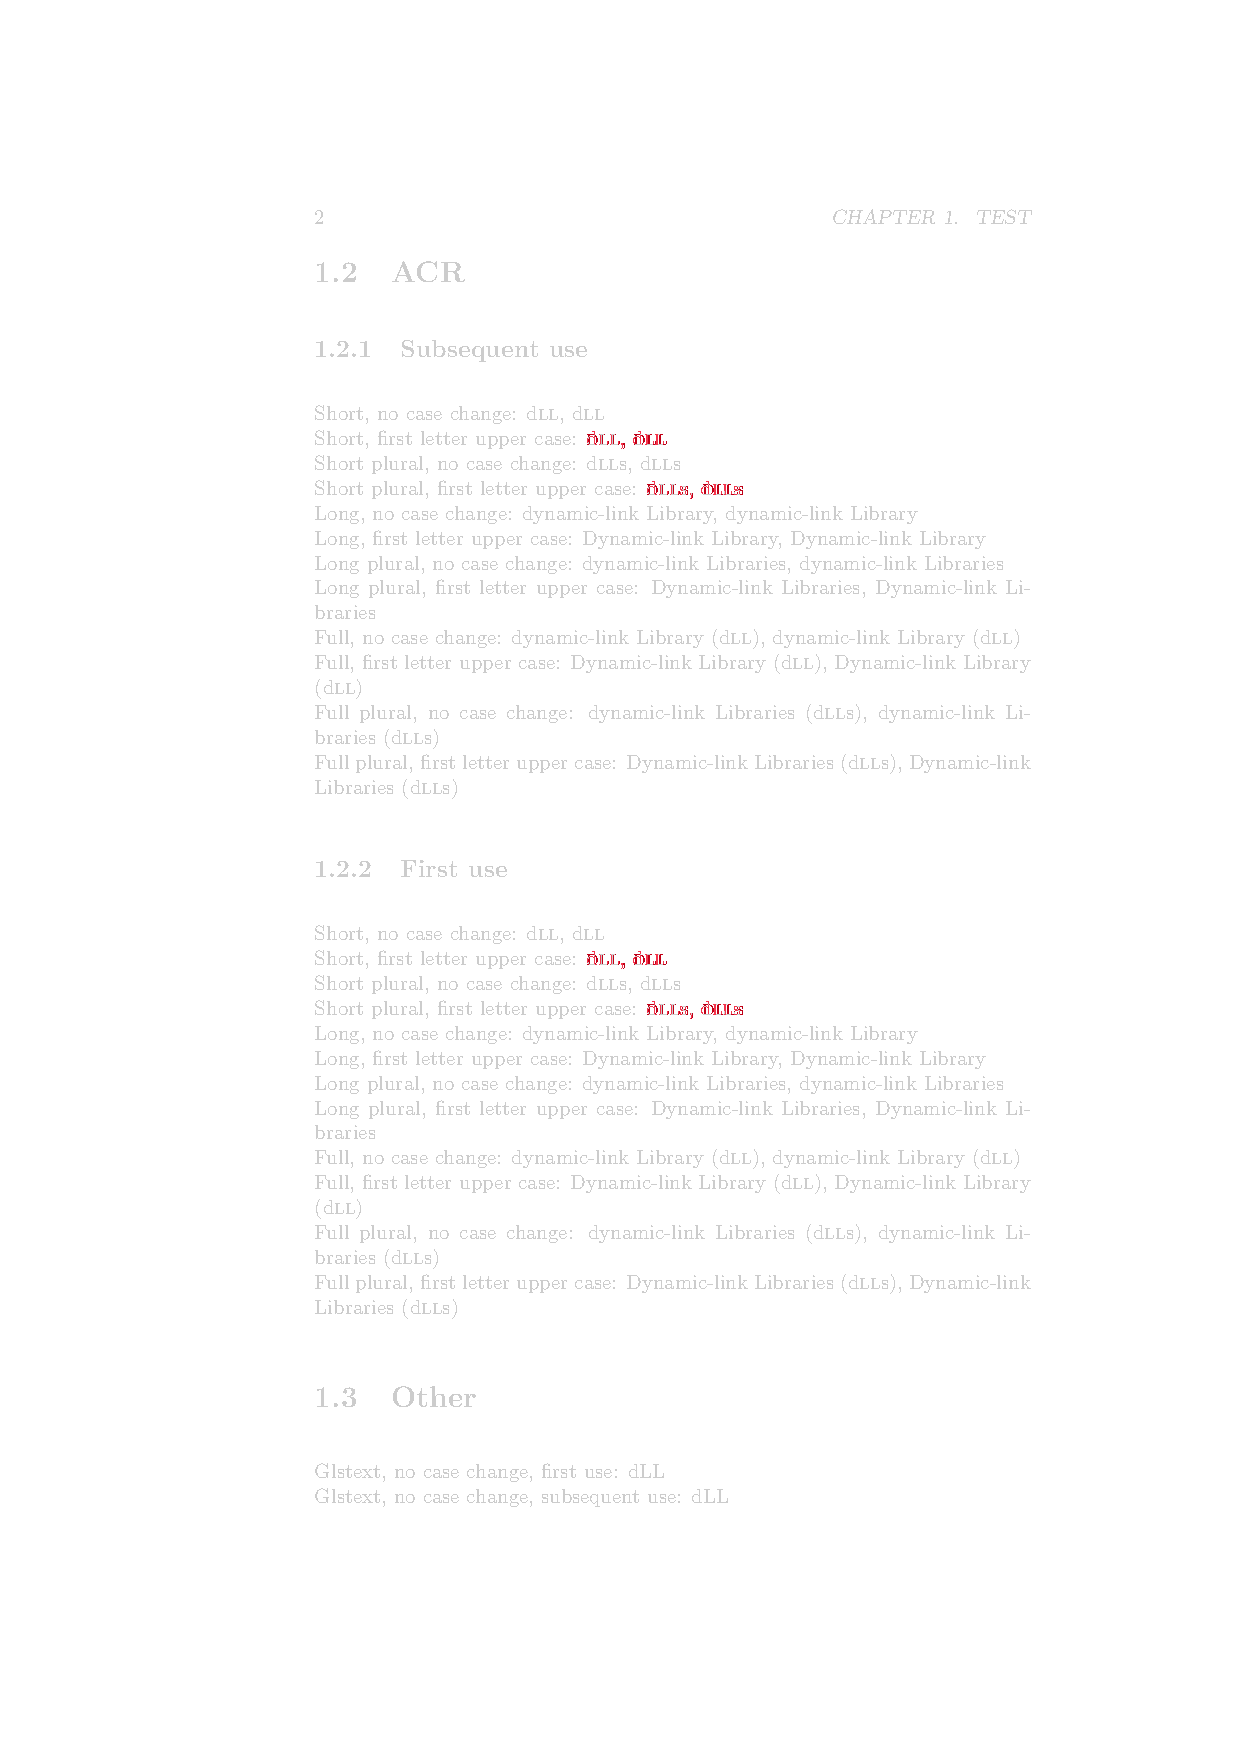 2 CHAPTER 1. TEST
1.2 ACR
1.2.1 Subsequent use
Short, no case change: dLL, dLL
Short, first letter upper case:
Short plural, no case change: dLLs, dLLs
Short plural, first letter upper case:
Long, no case change: dynamic-link Library, dynamic-link Library
Long, first letter upper case: Dynamic-link Library, Dynamic-link Library
Long plural, no case change: dynamic-link Libraries, dynamic-link Libraries
Long plural, first letter upper case: Dynamic-link Libraries, Dynamic-link Li-
braries
Full, no case change: dynamic-link Library (dLL), dynamic-link Library (dLL)
Full, first letter upper case: Dynamic-link Library (dLL), Dynamic-link Library
(dLL)
Full plural, no case change: dynamic-link Libraries (dLLs), dynamic-link Li-
braries (dLLs)
Full plural, first letter upper case: Dynamic-link Libraries (dLLs), Dynamic-link
Libraries (dLLs)
1.2.2 First use
Short, no case change: dLL, dLL
Short, first letter upper case:
Short plural, no case change: dLLs, dLLs
Short plural, first letter upper case:
Long, no case change: dynamic-link Library, dynamic-link Library
Long, first letter upper case: Dynamic-link Library, Dynamic-link Library
Long plural, no case change: dynamic-link Libraries, dynamic-link Libraries
Long plural, first letter upper case: Dynamic-link Libraries, Dynamic-link Li-
braries
Full, no case change: dynamic-link Library (dLL), dynamic-link Library (dLL)
Full, first letter upper case: Dynamic-link Library (dLL), Dynamic-link Library
(dLL)
Full plural, no case change: dynamic-link Libraries (dLLs), dynamic-link Li-
braries (dLLs)
Full plural, first letter upper case: Dynamic-link Libraries (dLLs), Dynamic-link
Libraries (dLLs)
1.3 Other
Glstext, no case change, first use: dLL
Glstext, no case change, subsequent use: dLL